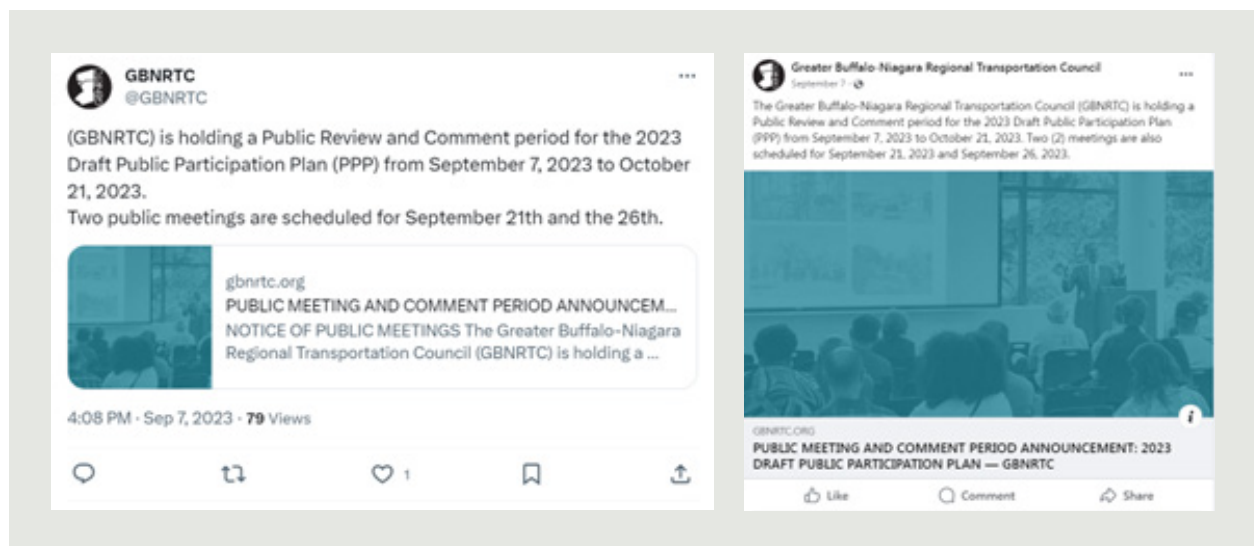 GBNRTC
@GBNRTC
(GBNRTC) is holding a Public Review and Comment period for the 2023
Draft Public Participation Plan (PPP) from September 7, 2023 to October
21, 2023.
Two public meetings are scheduled for September 21th and the 26th.
gbnrtc.org
PUBLIC MEETING AND COMMENT PERIOD ANNOUNCEM...
NOTICE OF PUBLIC MEETINGS The Greater Buffalo-Niagara
Regional Transportation Council (GBNRTC) is holding a ...
4:08 PM · Sep 7, 2023 · 79 Views
1
Greater Buffalo-Niagara Regional Transportation Council
September 7 ·
The Greater Buffalo-Niagara Regional Transportation Council (GBNRTC) is holding a
Public Review and Comment period for the 2023 Draft Public Participation Plan
(PPP) from September 7, 2023 to October 21, 2023. Two (2) meetings are also
scheduled for September 21, 2023 and September 26, 2023.
i
GBNRTC.ORG
PUBLIC MEETING AND COMMENT PERIOD ANNOUNCEMENT: 2023
DRAFT PUBLIC PARTICIPATION PLAN — GBNRTC
Like
Comment
Share